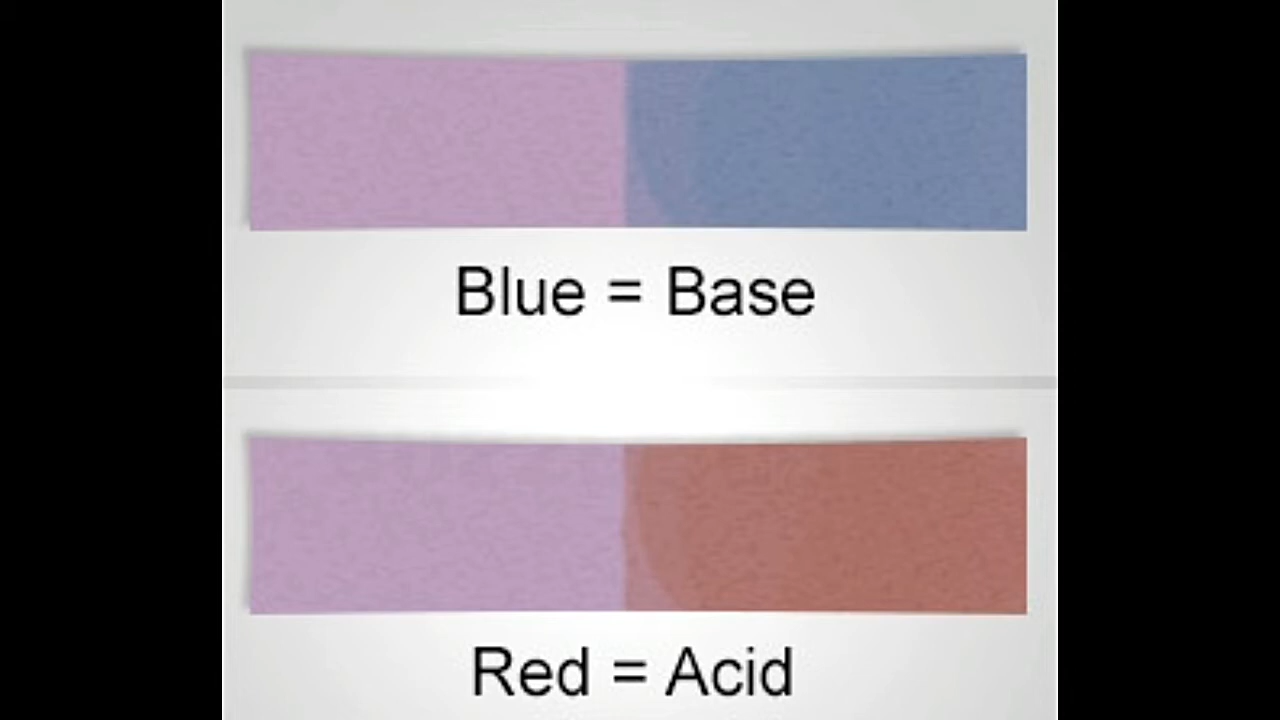 Blue = Base
Red = Acid